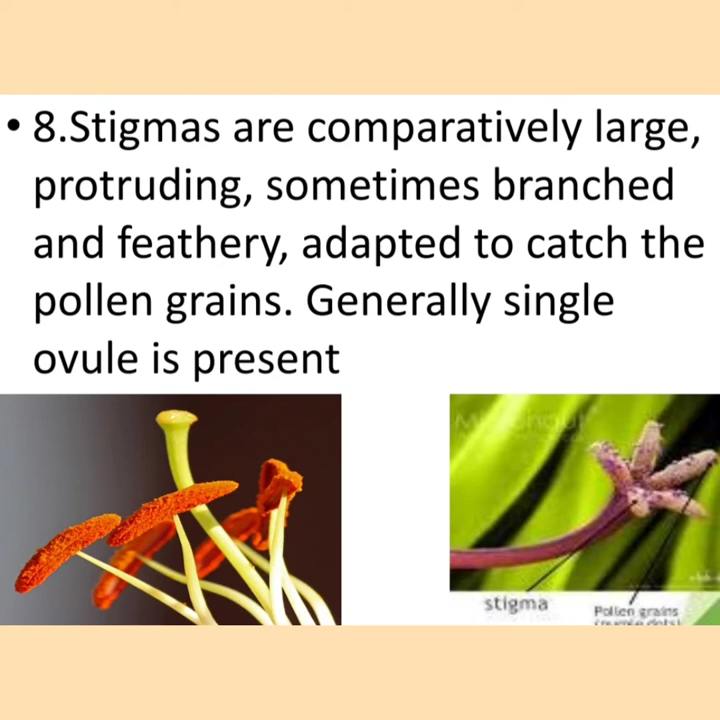 • 8.Stigmas are comparatively large,
protruding, sometimes branched
and feathery, adapted to catch the
pollen grains. Generally single
ovule is present
stigma
Pollen grains